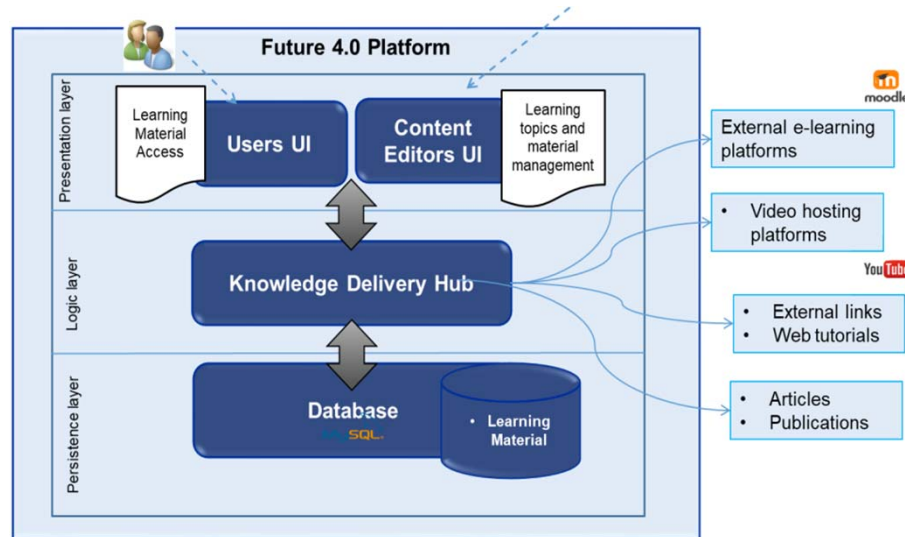 Future 4.0 Platform
Presentation layer
Learning
Material
Access
Users UI
Content
Editors UI
Learning
topics and
material
management
Logic layer
Knowledge Delivery Hub
Persistence layer
Database
MySQL
• Learning
Material
moodle
External e-learning
platforms
• Video hosting
platforms
YouTube
• External links
• Web tutorials
• Articles
• Publications